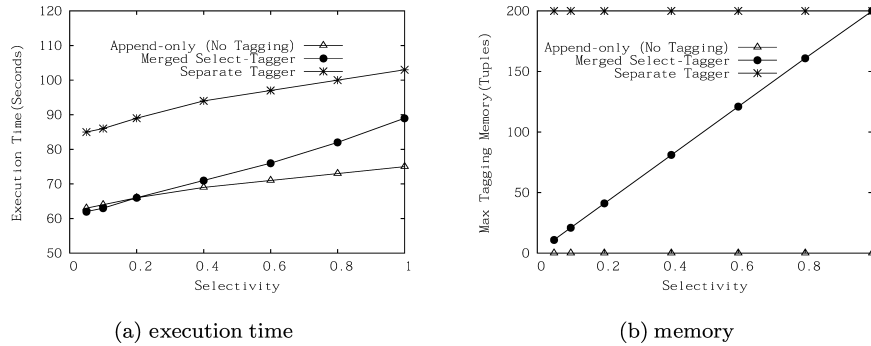 120
110
100
90
80
70
60
50
Execution Time(Seconds)
Append-only (No Tagging)
Merged Select-Tagger
Separate Tagger
0 0.2 0.4 0.6 0.8 1
Selectivity
(a) execution time
200
150
100
50
0
Max Tagging Memory(Tuples)
Append-only (No Tagging)
Merged Select-Tagger
Separate Tagger
0 0.2 0.4 0.6 0.8
Selectivity
(b) memory